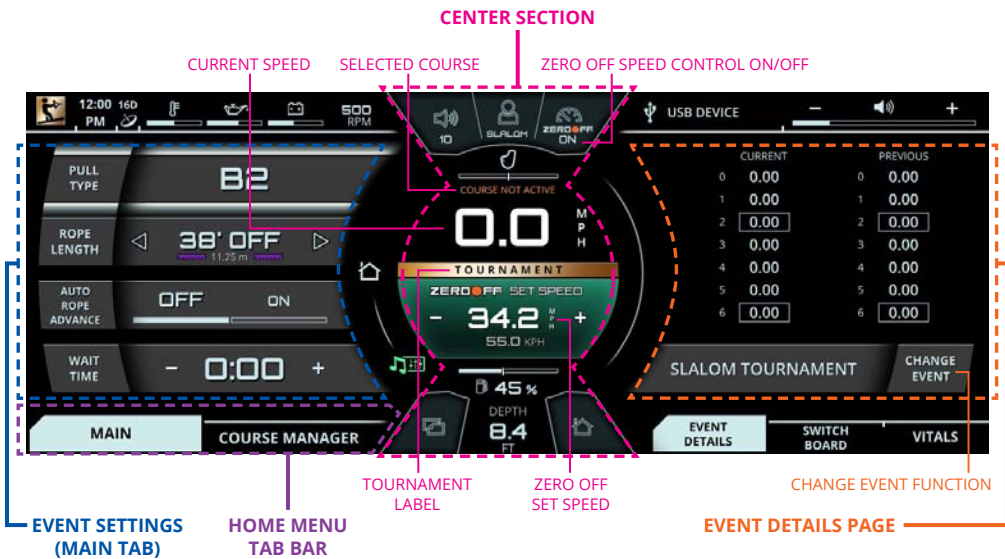 CENTER SECTION
CURRENT SPEED
SELECTED COURSE
ZERO OFF SPEED CONTROL ON/OFF
12:00 PM
16D
500 RPM
10
SLALOM
ZEROOFF
ON
USB DEVICE
−
+
PULL TYPE
B2
ROPE LENGTH
38' OFF
11.25 m
AUTO ROPE ADVANCE
OFF
ON
WAIT TIME
−
0:00
+
MAIN
COURSE MANAGER
COURSE NOT ACTIVE
0.0
MPH
TOURNAMENT
ZEROOFF SET SPEED
−
34.2
MPH
+
55.0 KPH
45 %
DEPTH
8.4
FT
CURRENT
PREVIOUS
0 0.00 0 0.00
1 0.00 1 0.00
2 0.00 2 0.00
3 0.00 3 0.00
4 0.00 4 0.00
5 0.00 5 0.00
6 0.00 6 0.00
SLALOM TOURNAMENT
CHANGE EVENT
EVENT DETAILS
SWITCH BOARD
VITALS
TOURNAMENT
LABEL
ZERO OFF
SET SPEED
CHANGE EVENT FUNCTION
EVENT SETTINGS
(MAIN TAB)
HOME MENU
TAB BAR
EVENT DETAILS PAGE